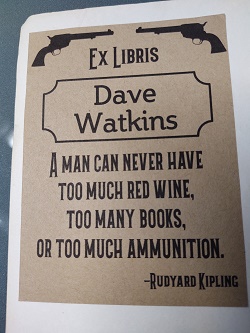 Ex Libris
Dave
Watkins
A man can never have
too much red wine,
too many books,
or too much ammunition.
-Rudyard Kipling